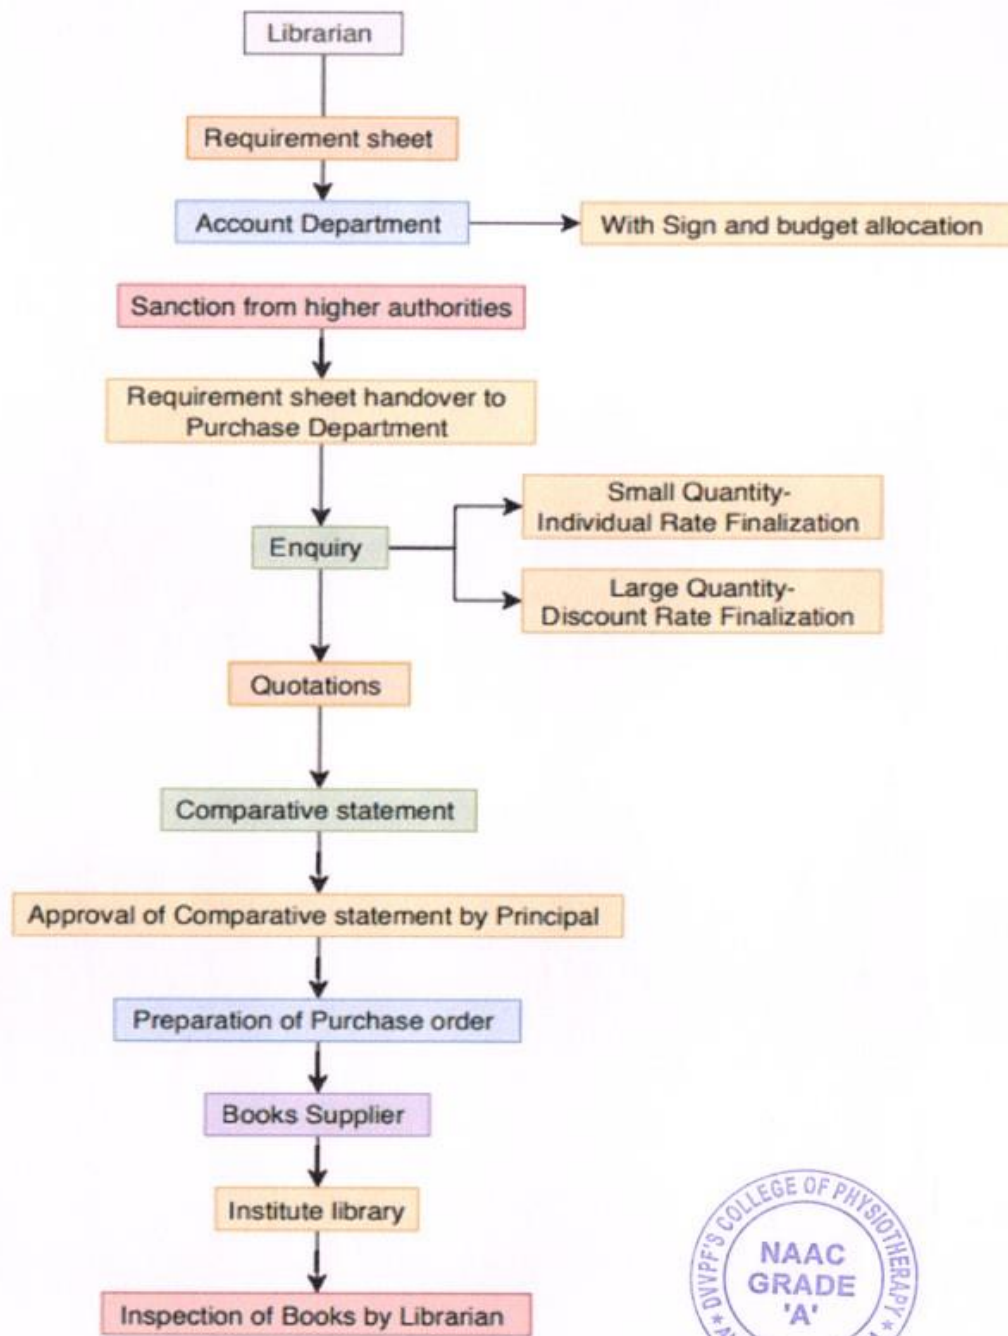 Librarian
Requirement sheet
Account Department
With Sign and budget allocation
Sanction from higher authorities
Requirement sheet handover to
Purchase Department
Small Quantity-
Individual Rate Finalization
Enquiry
Large Quantity-
Discount Rate Finalization
Quotations
Comparative statement
Approval of Comparative statement by Principal
Preparation of Purchase order
Books Supplier
Institute library
Inspection of Books by Librarian
DVVPF'S COLLEGE OF PHYSIOTHERAPY
NAAC
GRADE
'A'